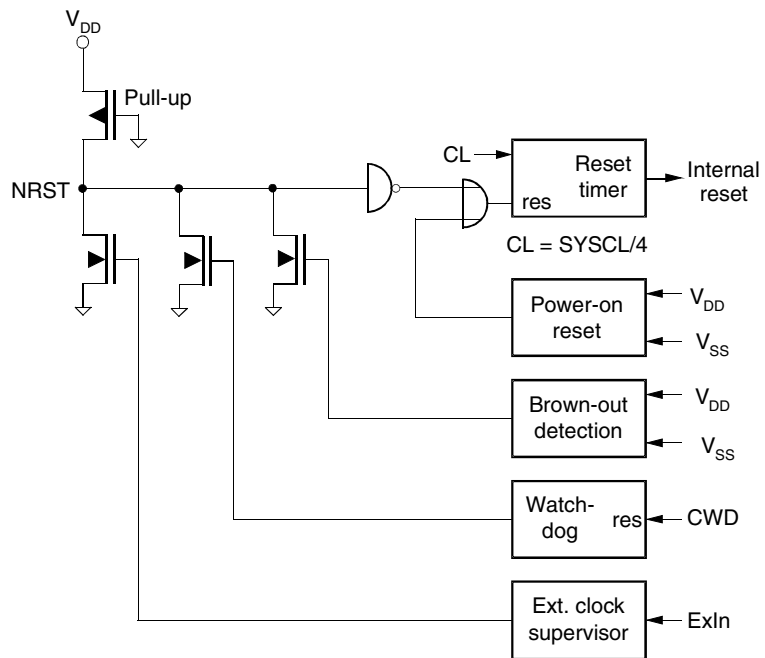 VDD
Pull-up
NRST
CL
Reset
timer
res
Internal
reset
CL = SYSCL/4
Power-on
reset
VDD
VSS
Brown-out
detection
VDD
VSS
Watch-
dog
res
CWD
Ext. clock
supervisor
ExIn